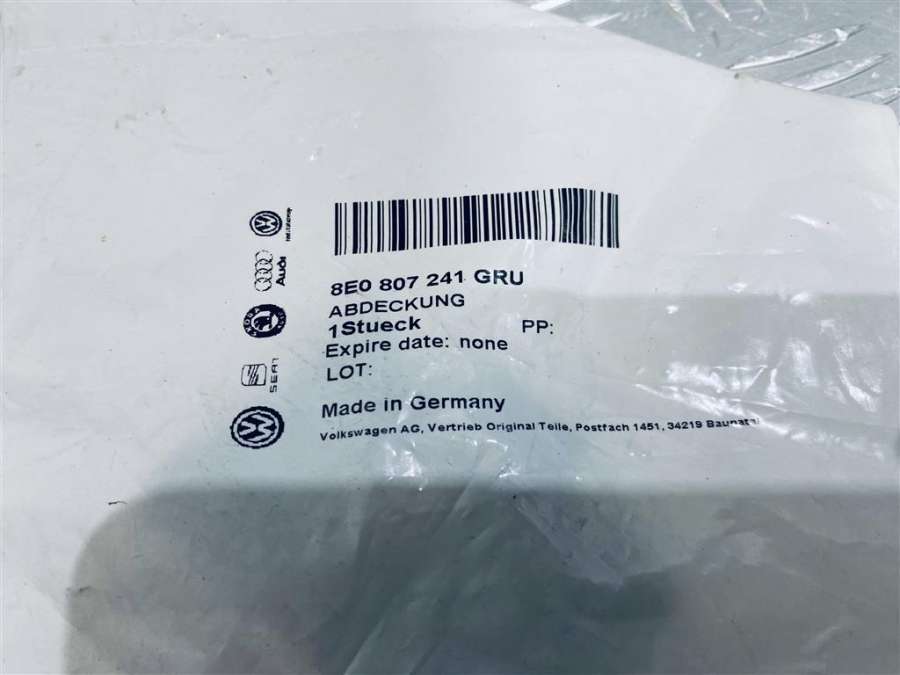 8E0 807 241 GRU
ABDECKUNG
1Stueck PP:
Expire date: none
LOT:
Made in Germany
Volkswagen AG, Vertrieb Original Teile, Postfach 1451, 34219 Baunatal
Audi
SEAT